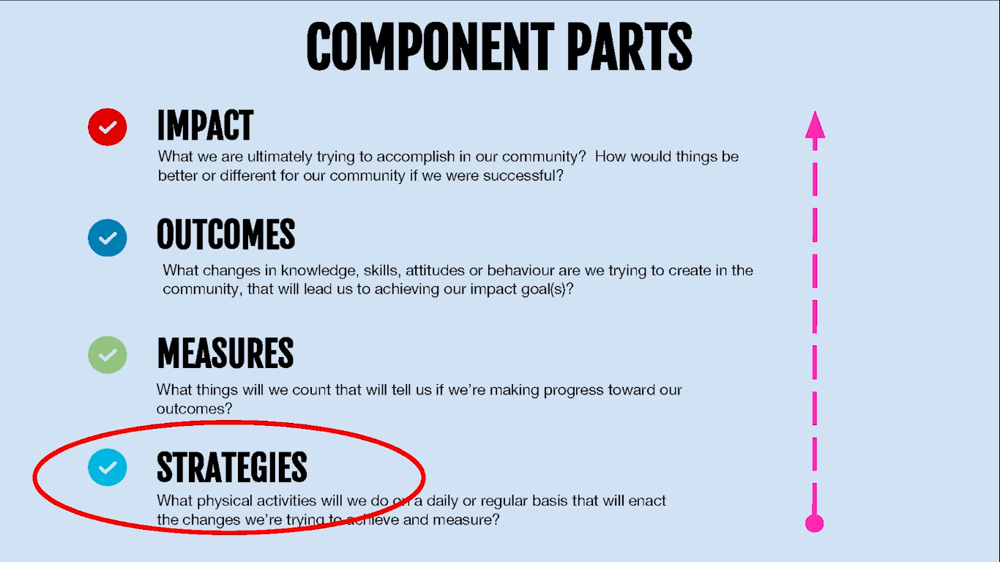 COMPONENT PARTS
IMPACT
What we are ultimately trying to accomplish in our community?  How would things be
better or different for our community if we were successful?
OUTCOMES
What changes in knowledge, skills, attitudes or behaviour are we trying to create in the
community, that will lead us to achieving our impact goal(s)?
MEASURES
What things will we count that will tell us if we’re making progress toward our
outcomes?
STRATEGIES
What physical activities will we do on a daily or regular basis that will enact
the changes we’re trying to achieve and measure?